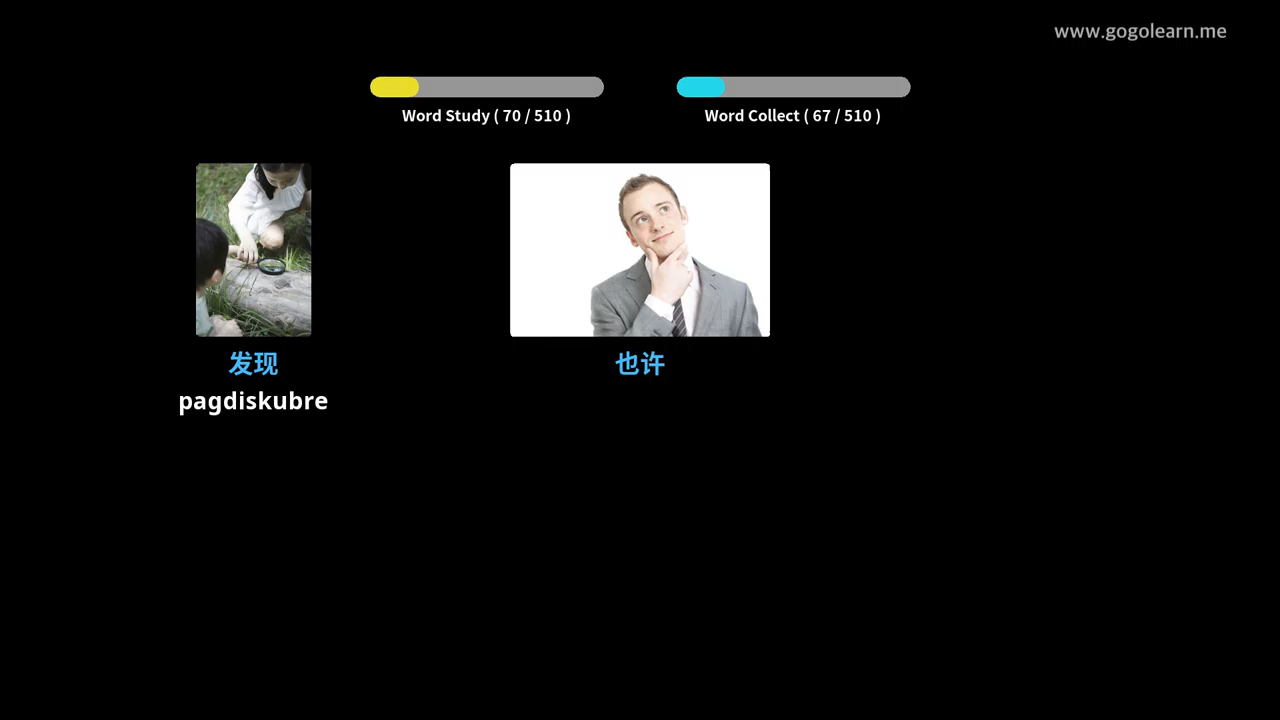 www.gogolearn.me
Word Study ( 70 / 510 )
Word Collect ( 67 / 510 )
发现
也许
pagdiskubre